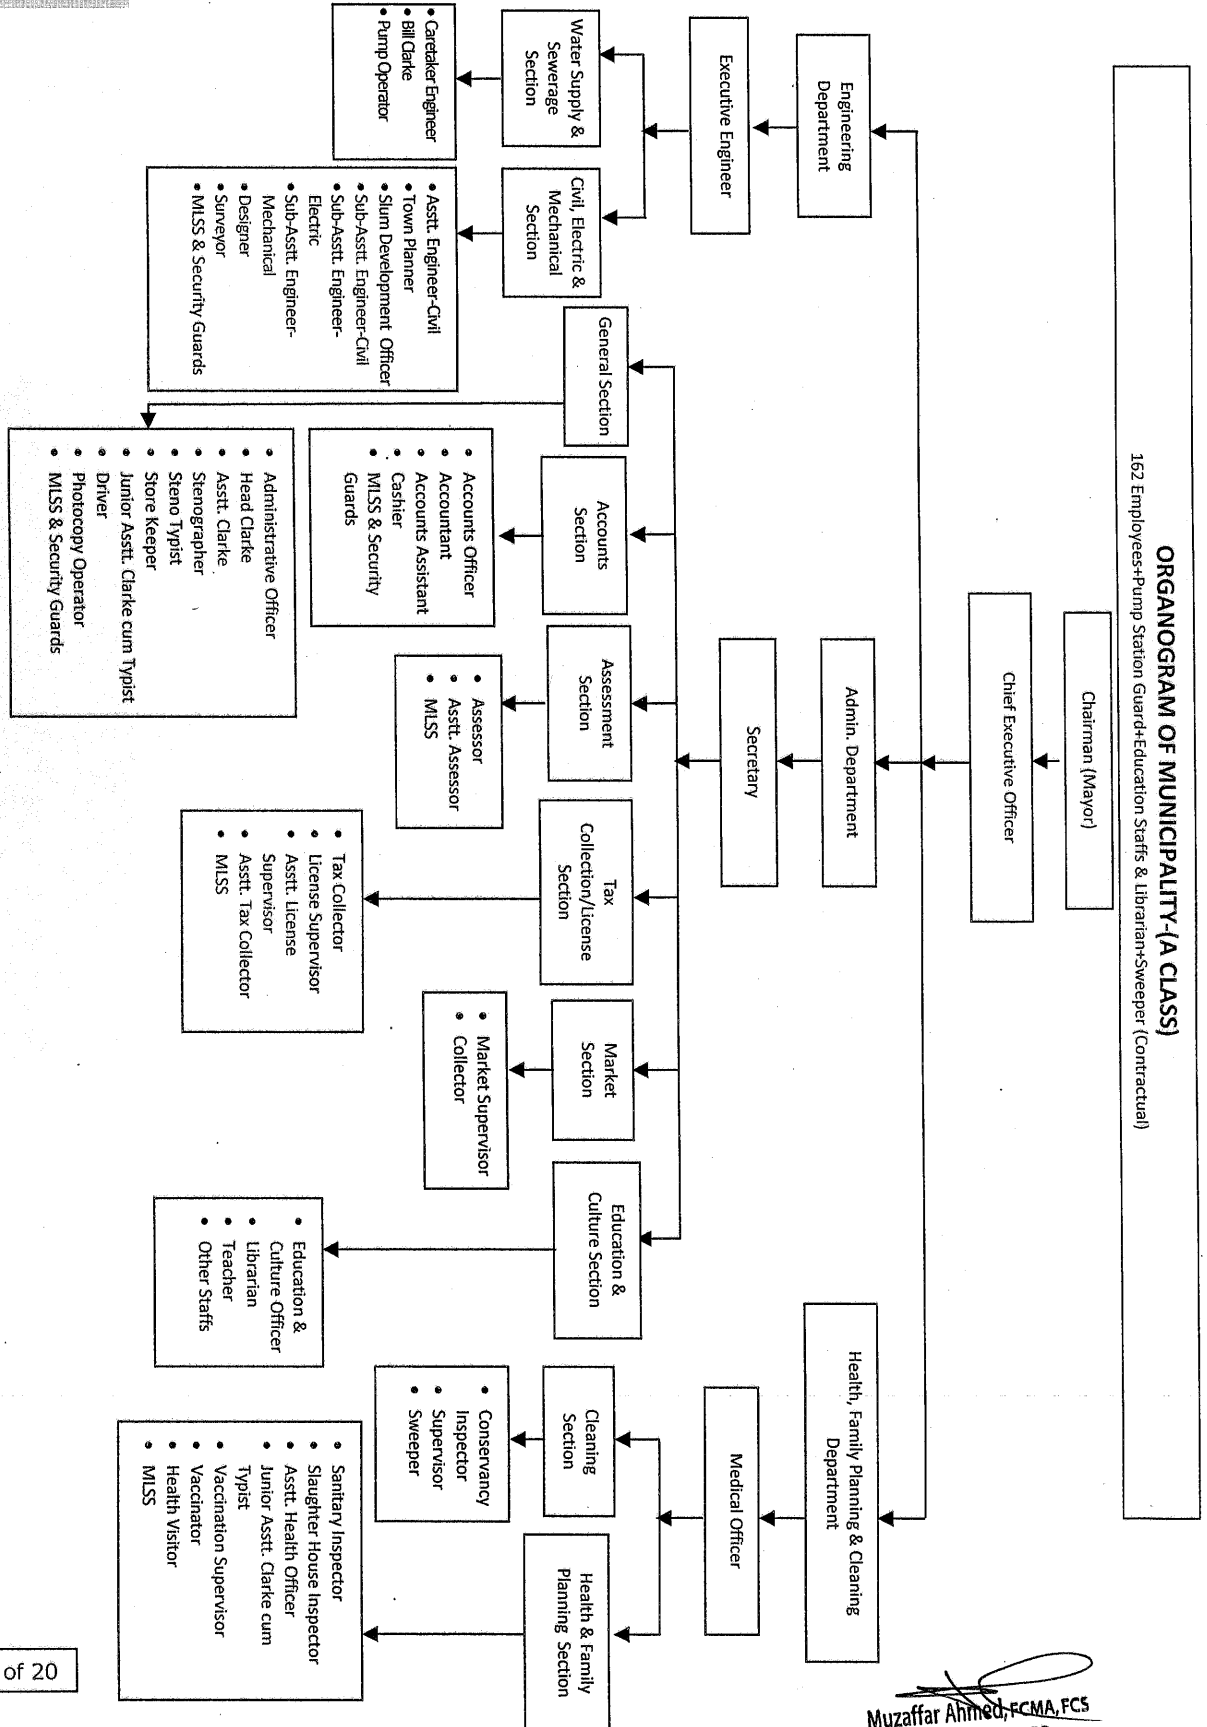 ORGANOGRAM OF MUNICIPALITY-(A CLASS)
162 Employees+Pump Station Guard+Education Staffs & Librarian+Sweeper (Contractual)
Chairman (Mayor)
Chief Executive Officer
Engineering
Department
Admin. Department
Health, Family Planning & Cleaning
Department
Executive Engineer
Secretary
Medical Officer
Water Supply &
Sewerage
Section
Civil, Electric &
Mechanical
Section
General Section
Accounts
Section
Assessment
Section
Tax
Collection/License
Section
Market
Section
Education &
Culture Section
Cleaning
Section
Health & Family
Planning Section
• Caretaker Engineer
• Bill Clarke
• Pump Operator
• Asstt. Engineer-Civil
• Town Planner
• Slum Development Officer
• Sub-Asstt. Engineer-Civil
• Sub-Asstt. Engineer-
Electric
• Sub-Asstt. Engineer-
Mechanical
• Designer
• Surveyor
• MLSS & Security Guards
• Administrative Officer
• Head Clarke
• Asstt. Clarke
• Stenographer
• Steno Typist
• Store Keeper
• Junior Asstt. Clarke cum Typist
• Driver
• Photocopy Operator
• MLSS & Security Guards
• Accounts Officer
• Accountant
• Accounts Assistant
• Cashier
• MLSS & Security
Guards
• Assessor
• Asstt. Assessor
• MLSS
• Tax Collector
• License Supervisor
• Asstt. License
Supervisor
• Asstt. Tax Collector
• MLSS
• Market Supervisor
• Collector
• Education &
Culture Officer
• Librarian
• Teacher
• Other Staffs
• Conservancy
Inspector
• Supervisor
• Sweeper
• Sanitary Inspector
• Slaughter House Inspector
• Asstt. Health Officer
• Junior Asstt. Clarke cum
Typist
• Vaccination Supervisor
• Vaccinator
• Health Visitor
• MLSS
Muzaffar Ahmed, FCMA, FCS
of 20